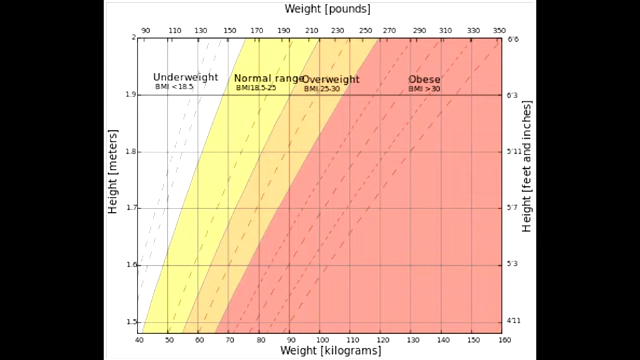 Weight [pounds]
90 110 130 150 170 190 210 230 250 270 290 310 330 350
2 6'6
Underweight Normal range Overweight Obese
BMI <18.5 BMI18.5-25 BMI 25-30 BMI >30
1.9 6'3
Height [meters]
1.8 5'11
Height [feet and inches]
1.7 5'7
1.6 5'3
1.5 4'11
40 50 60 70 80 90 100 110 120 130 140 150 160
Weight [kilograms]